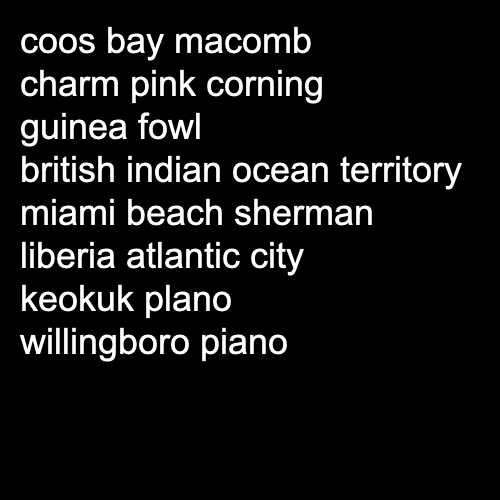 coos bay macomb
charm pink corning
guinea fowl
british indian ocean territory
miami beach sherman
liberia atlantic city
keokuk plano
willingboro piano